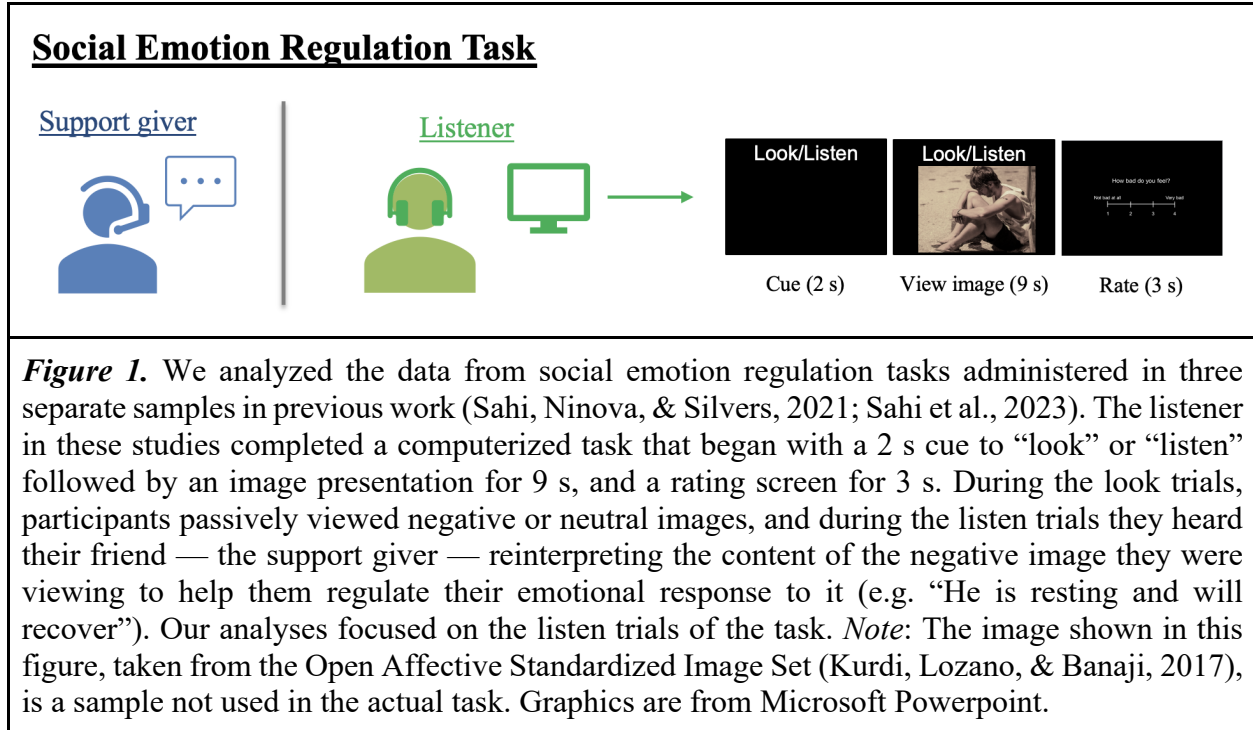 Social Emotion Regulation Task
Support giver
Listener
Look/Listen
Look/Listen
How bad do you feel?
Not bad at all
Very bad
1 2 3 4
Cue (2 s)
View image (9 s)
Rate (3 s)
Figure 1. We analyzed the data from social emotion regulation tasks administered in three
separate samples in previous work (Sahi, Ninova, & Silvers, 2021; Sahi et al., 2023). The listener
in these studies completed a computerized task that began with a 2 s cue to “look” or “listen”
followed by an image presentation for 9 s, and a rating screen for 3 s. During the look trials,
participants passively viewed negative or neutral images, and during the listen trials they heard
their friend — the support giver — reinterpreting the content of the negative image they were
viewing to help them regulate their emotional response to it (e.g. “He is resting and will
recover”). Our analyses focused on the listen trials of the task. Note: The image shown in this
figure, taken from the Open Affective Standardized Image Set (Kurdi, Lozano, & Banaji, 2017),
is a sample not used in the actual task. Graphics are from Microsoft Powerpoint.